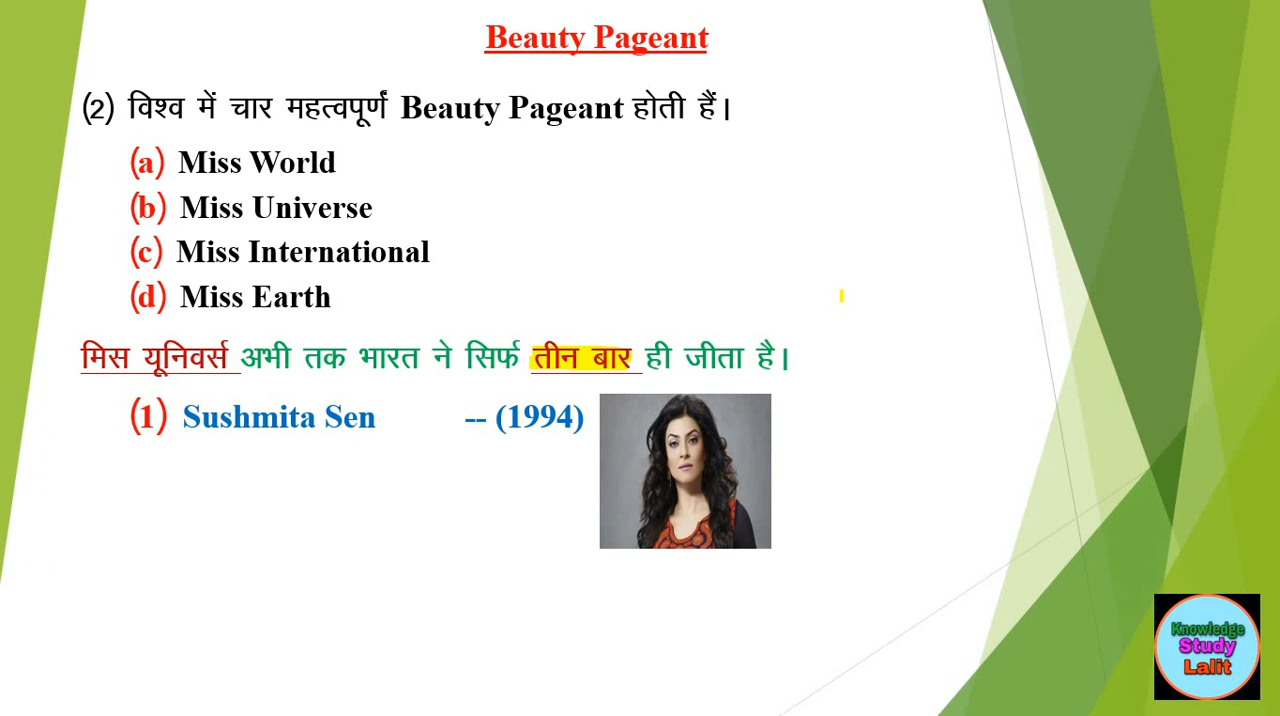 Beauty Pageant
(2) विश्व में चार महत्वपूर्ण Beauty Pageant होती हैं।
(a) Miss World
(b) Miss Universe
(c) Miss International
(d) Miss Earth
मिस यूनिवर्स अभी तक भारत ने सिर्फ तीन बार ही जीता है।
(1) Sushmita Sen -- (1994)
Knowledge
Study
Lalit